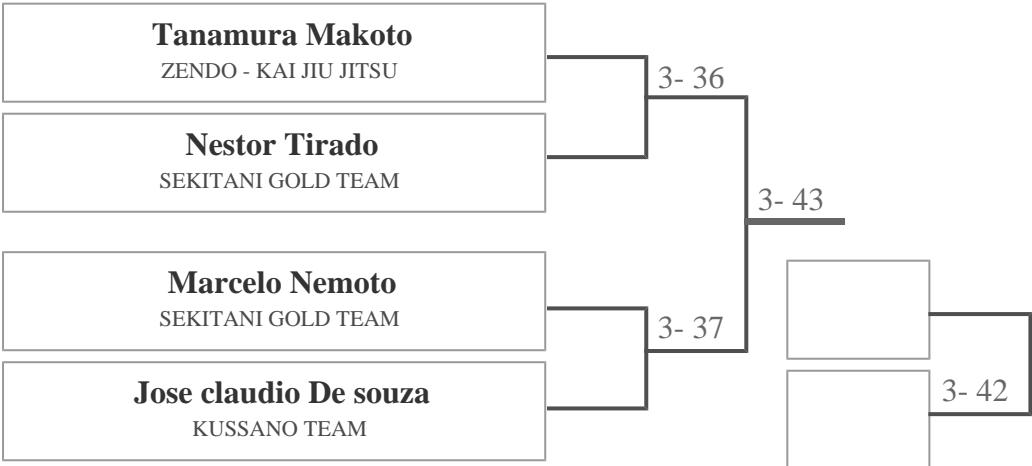 Tanamura Makoto
ZENDO - KAI JIU JITSU
3- 36
Nestor Tirado
SEKITANI GOLD TEAM
3- 43
Marcelo Nemoto
SEKITANI GOLD TEAM
3- 37
Jose claudio De souza
KUSSANO TEAM
3- 42